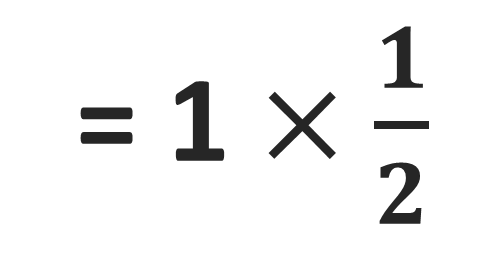 = 1 × 1/2